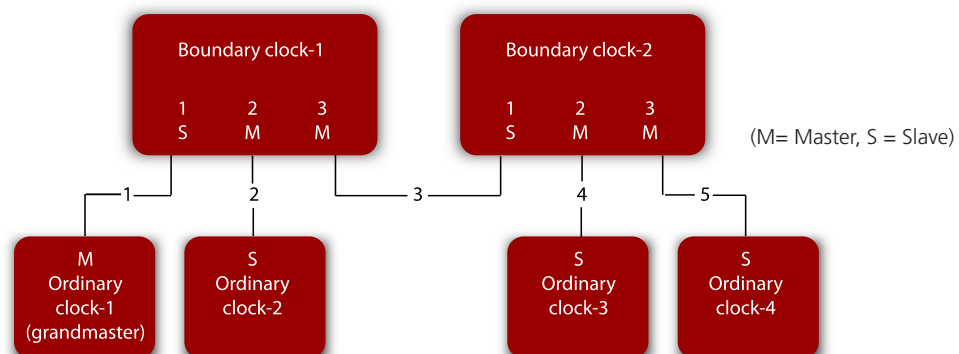 Boundary clock-1
1 2 3
S M M
Boundary clock-2
1 2 3
S M M
(M= Master, S = Slave)
1
2
3
4
5
M
Ordinary
clock-1
(grandmaster)
S
Ordinary
clock-2
S
Ordinary
clock-3
S
Ordinary
clock-4